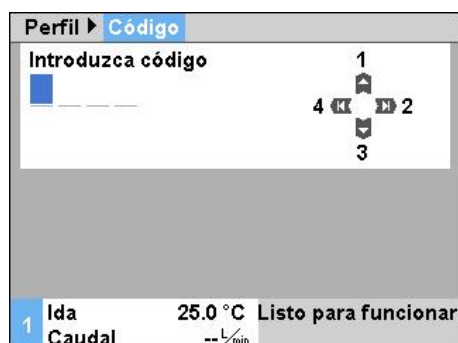 Perfil ▶ Código
Introduzca código
1
4 2
3
1 Ida 25.0 °C Listo para funcionar
Caudal -- L/min